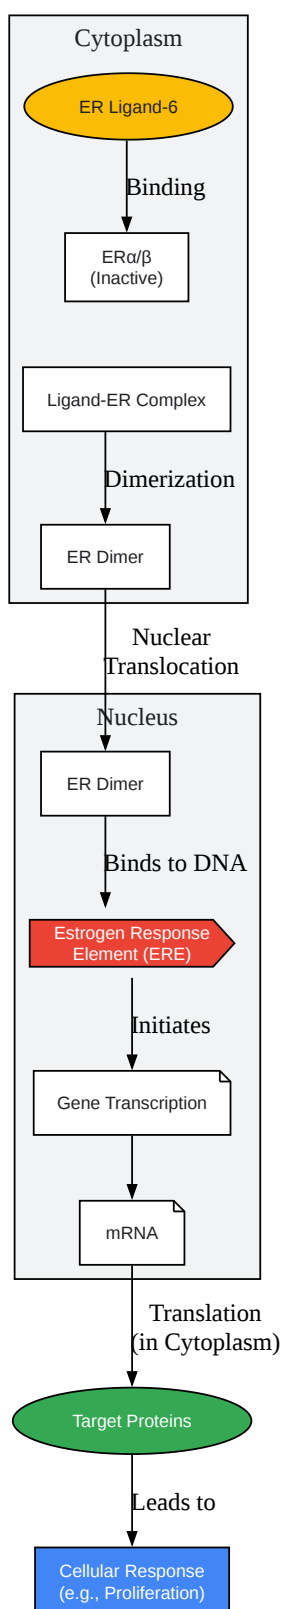 Cytoplasm
ER Ligand-6
Binding
ERα/β
(Inactive)
Ligand-ER Complex
Dimerization
ER Dimer
Nuclear
Translocation
Nucleus
ER Dimer
Binds to DNA
Estrogen Response
Element (ERE)
Initiates
Gene Transcription
mRNA
Translation
(in Cytoplasm)
Target Proteins
Leads to
Cellular Response
(e.g., Proliferation)